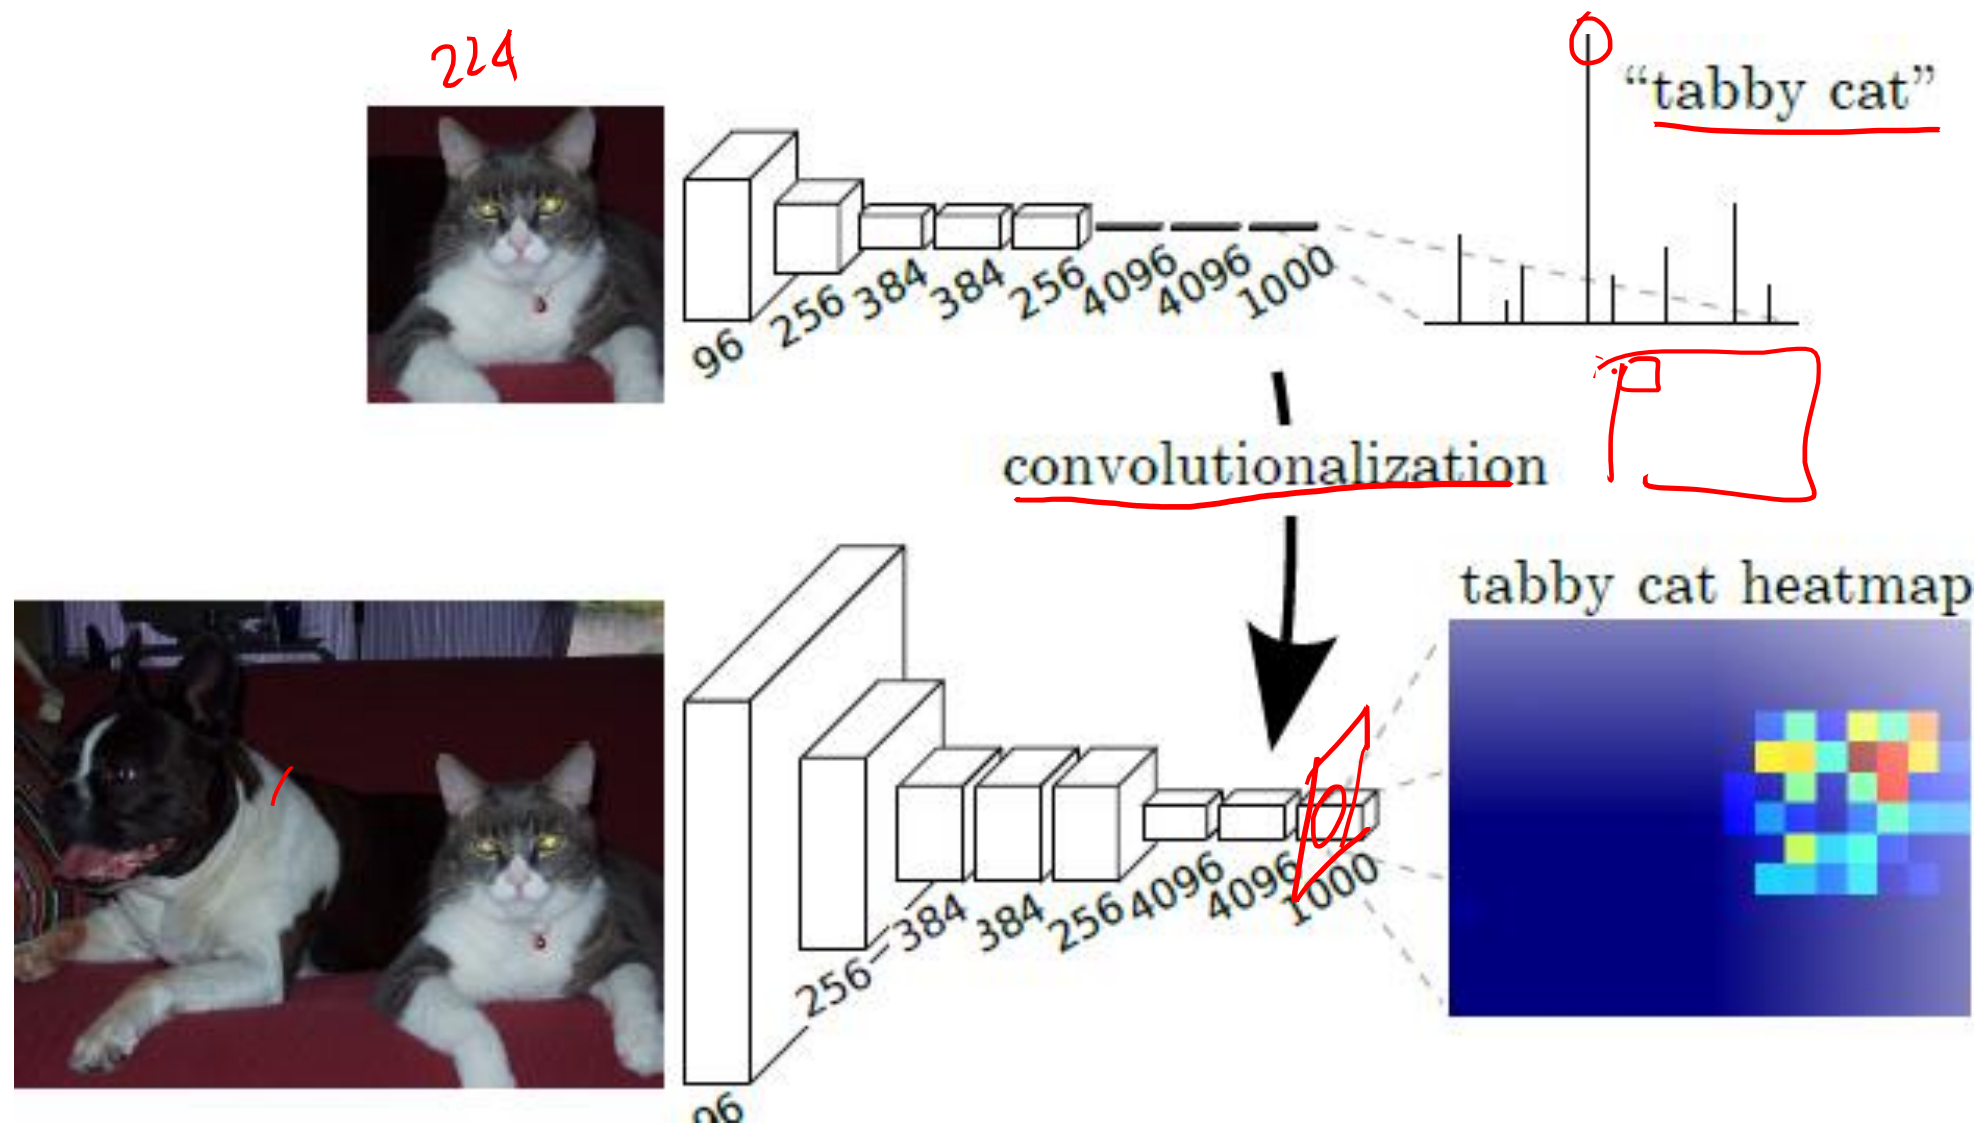 224
“tabby cat”
96 256 384 384 256 4096 4096 1000
convolutionalization
tabby cat heatmap
96 256 384 384 256 4096 4096 1000